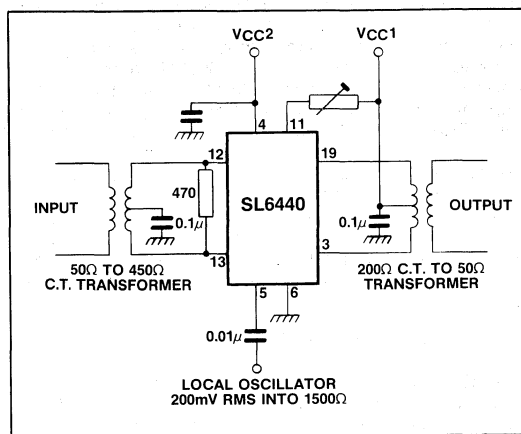 VCC2
VCC1
4
11
12
19
470
SL6440
INPUT
0.1µ
0.1µ
OUTPUT
13
3
50Ω TO 450Ω
C.T. TRANSFORMER
5
6
200Ω C.T. TO 50Ω
TRANSFORMER
0.01µ
LOCAL OSCILLATOR
200mV RMS INTO 1500Ω